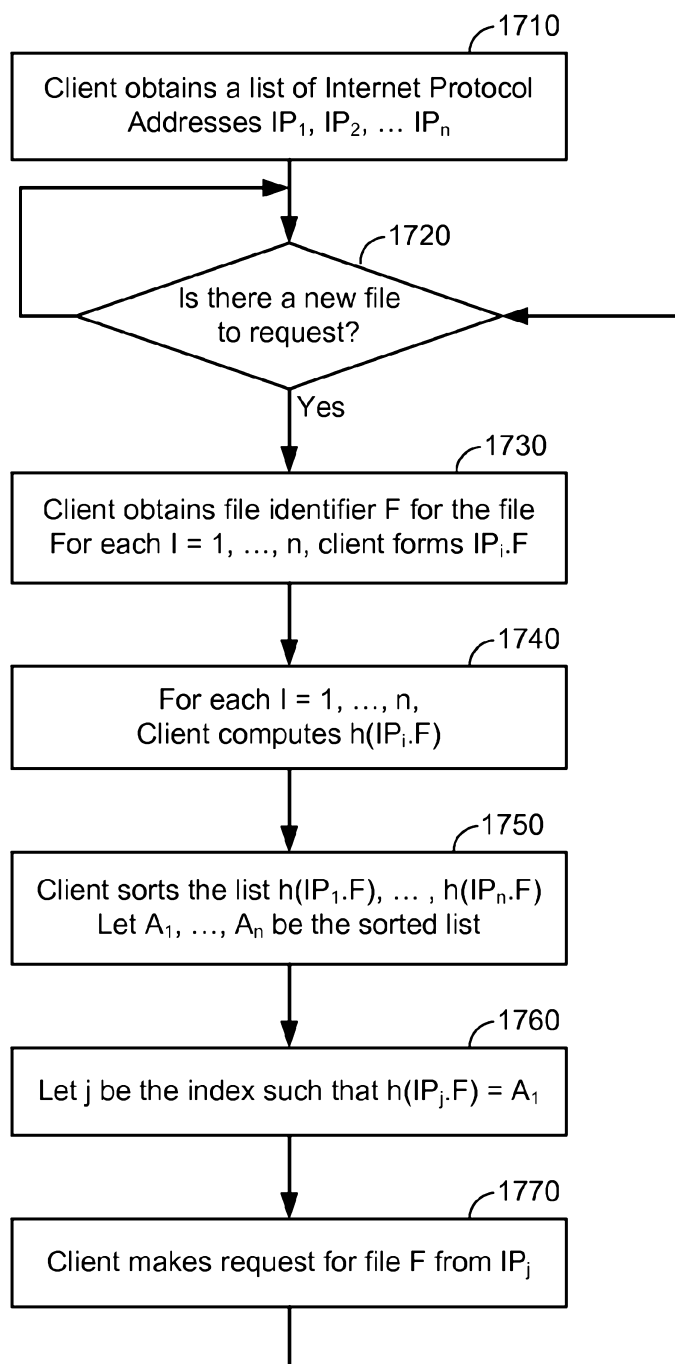 1710
Client obtains a list of Internet Protocol
Addresses IP₁, IP₂, … IPₙ
1720
Is there a new file
to request?
Yes
1730
Client obtains file identifier F for the file
For each I = 1, …, n, client forms IPᵢ.F
1740
For each I = 1, …, n,
Client computes h(IPᵢ.F)
1750
Client sorts the list h(IP₁.F), … , h(IPₙ.F)
Let A₁, …, Aₙ be the sorted list
1760
Let j be the index such that h(IPⱼ.F) = A₁
1770
Client makes request for file F from IPⱼ